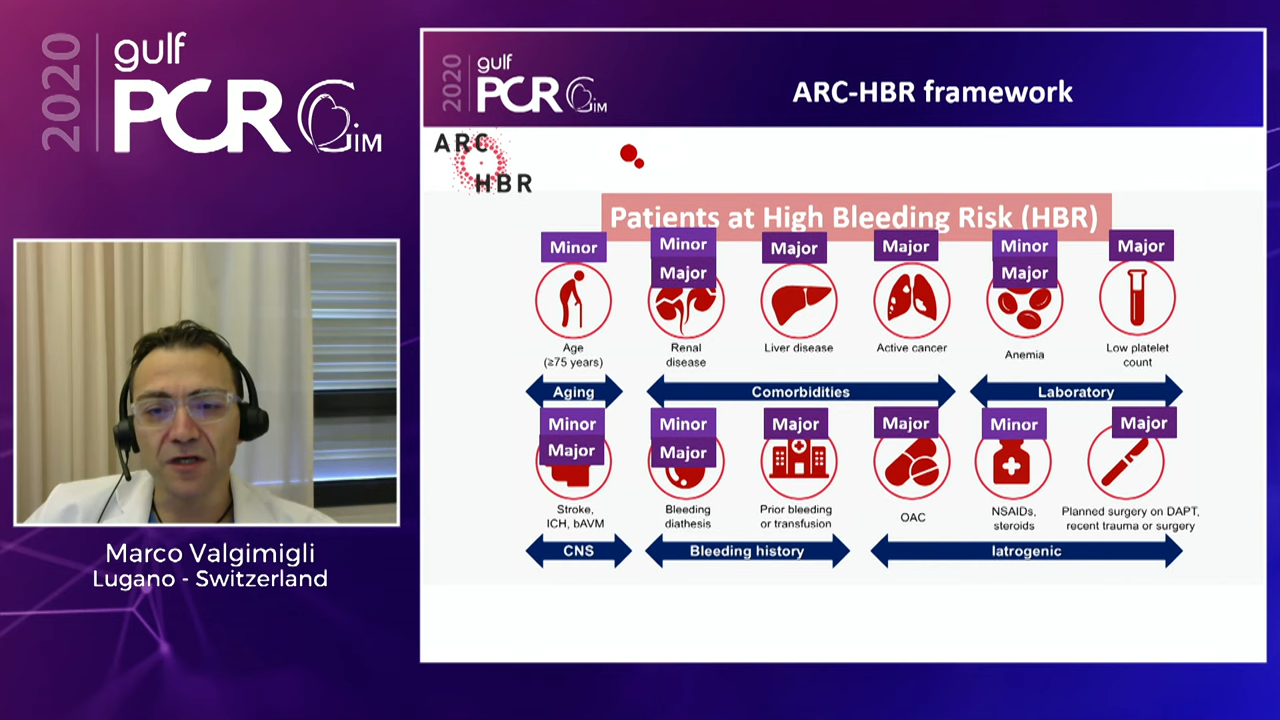 2020
gulf
PCR GIM
Marco Valgimigli
Lugano - Switzerland
2020
gulf
PCR GIM
ARC-HBR framework
ARC
HBR
Patients at High Bleeding Risk (HBR)
Minor
Minor
Major
Major
Major
Minor
Major
Major
Age
(≥75 years)
Renal
disease
Liver disease
Active cancer
Anemia
Low platelet
count
Aging
Comorbidities
Laboratory
Minor
Major
Minor
Major
Major
Major
Minor
Major
Stroke,
ICH, bAVM
Bleeding
diathesis
Prior bleeding
or transfusion
OAC
NSAIDs,
steroids
Planned surgery on DAPT,
recent trauma or surgery
CNS
Bleeding history
Iatrogenic